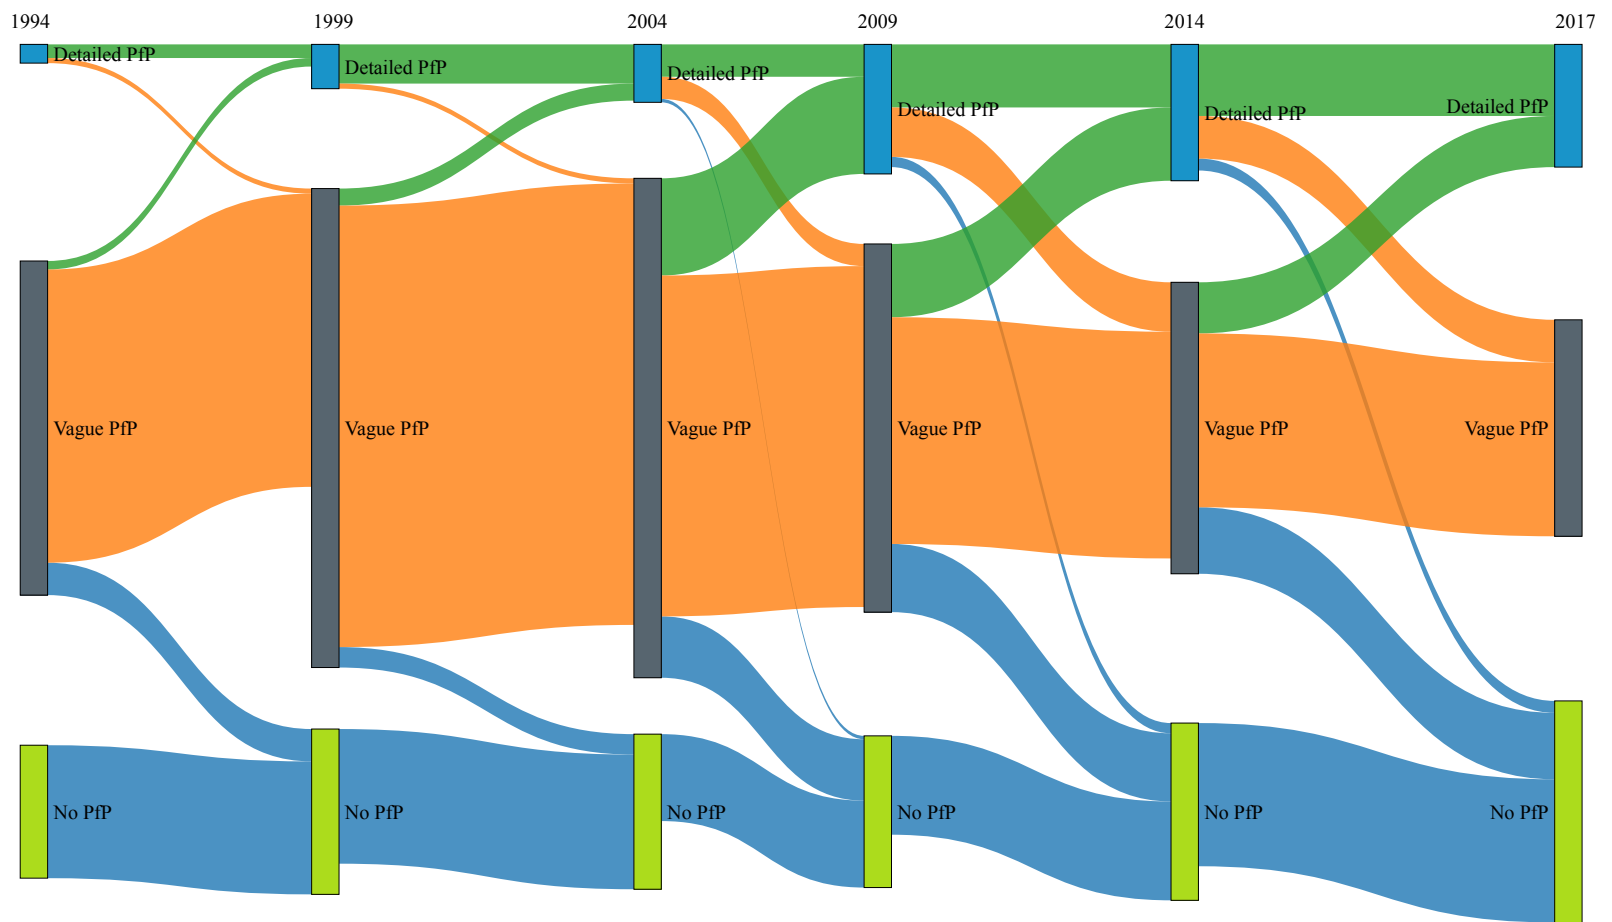 1994 1999 2004 2009 2014 2017
Detailed PfP Detailed PfP Detailed PfP Detailed PfP Detailed PfP Detailed PfP
Vague PfP Vague PfP Vague PfP Vague PfP Vague PfP Vague PfP
No PfP No PfP No PfP No PfP No PfP No PfP